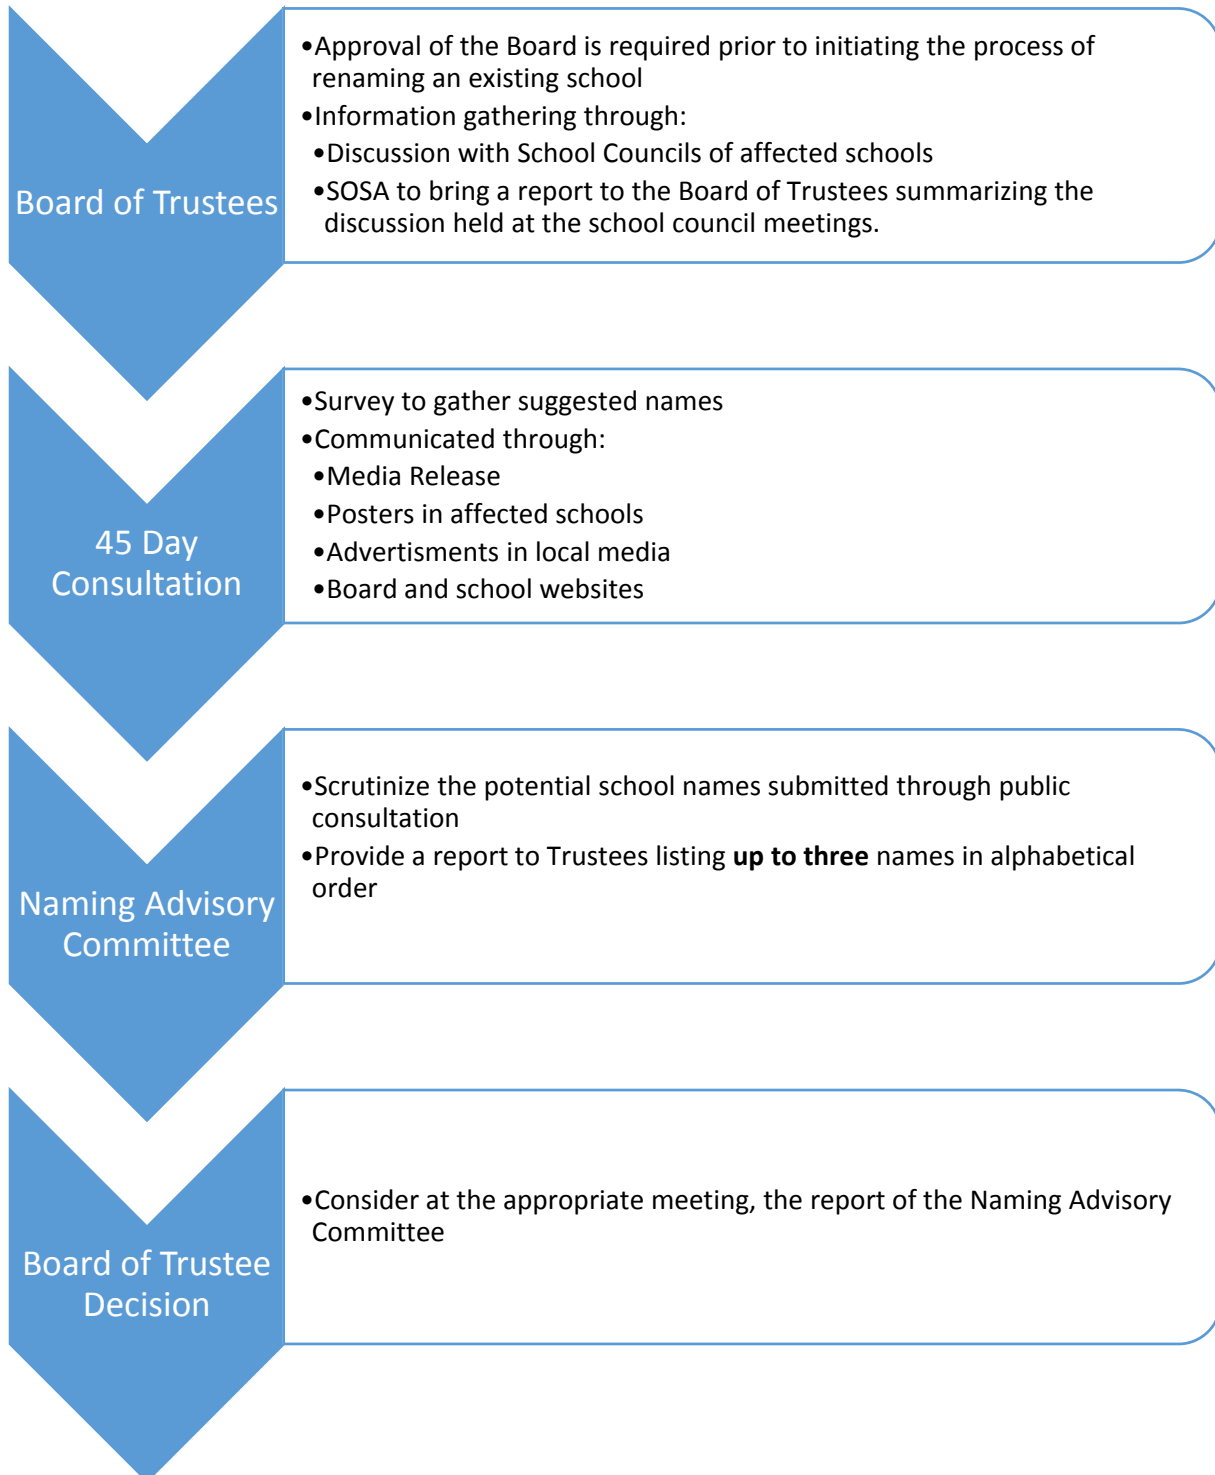 Board of Trustees
•Approval of the Board is required prior to initiating the process of
renaming an existing school
•Information gathering through:
•Discussion with School Councils of affected schools
•SOSA to bring a report to the Board of Trustees summarizing the
discussion held at the school council meetings.
45 Day
Consultation
•Survey to gather suggested names
•Communicated through:
•Media Release
•Posters in affected schools
•Advertisments in local media
•Board and school websites
Naming Advisory
Committee
•Scrutinize the potential school names submitted through public
consultation
•Provide a report to Trustees listing up to three names in alphabetical
order
Board of Trustee
Decision
•Consider at the appropriate meeting, the report of the Naming Advisory
Committee